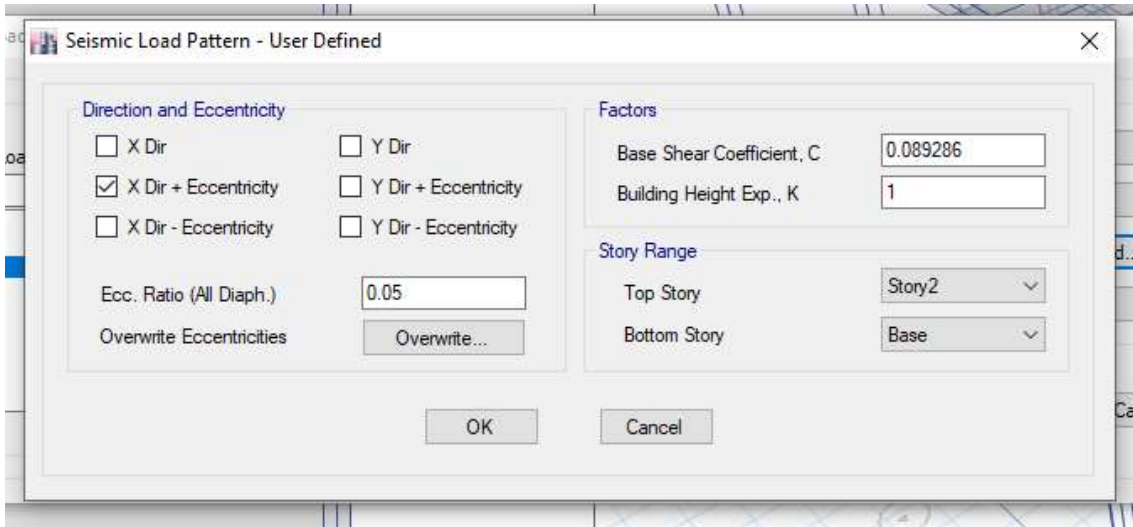 Seismic Load Pattern - User Defined
Direction and Eccentricity
X Dir
Y Dir
X Dir + Eccentricity
Y Dir + Eccentricity
X Dir - Eccentricity
Y Dir - Eccentricity
Ecc. Ratio (All Diaph.)
0.05
Overwrite Eccentricities
Overwrite...
Factors
Base Shear Coefficient, C
0.089286
Building Height Exp., K
1
Story Range
Top Story
Story2
Bottom Story
Base
OK
Cancel